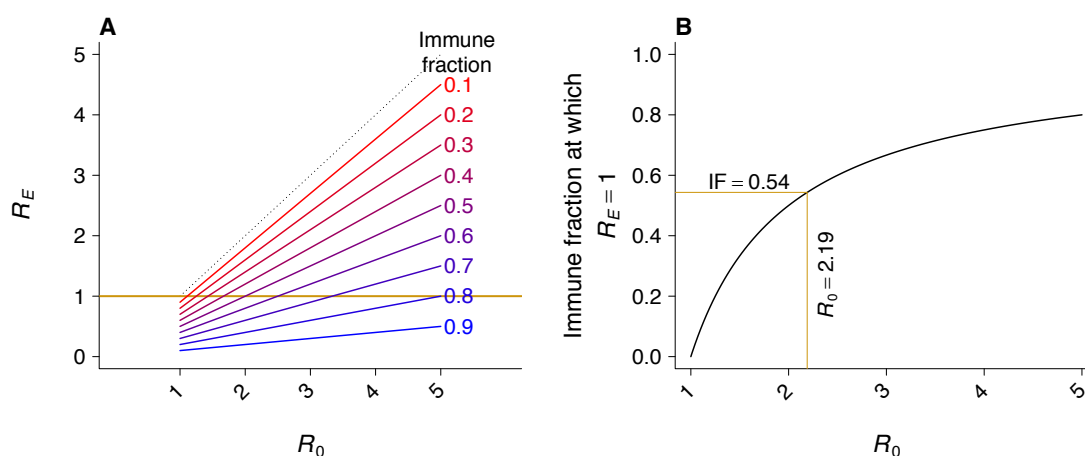 A
Immune
fraction
0.1
0.2
0.3
0.4
0.5
0.6
0.7
0.8
0.9
5
4
3
2
1
0
R_E
1
2
3
4
5
R_0
B
1.0
0.8
0.6
0.4
0.2
0.0
Immune fraction at which
R_E = 1
IF = 0.54
R_0 = 2.19
1
2
3
4
5
R_0